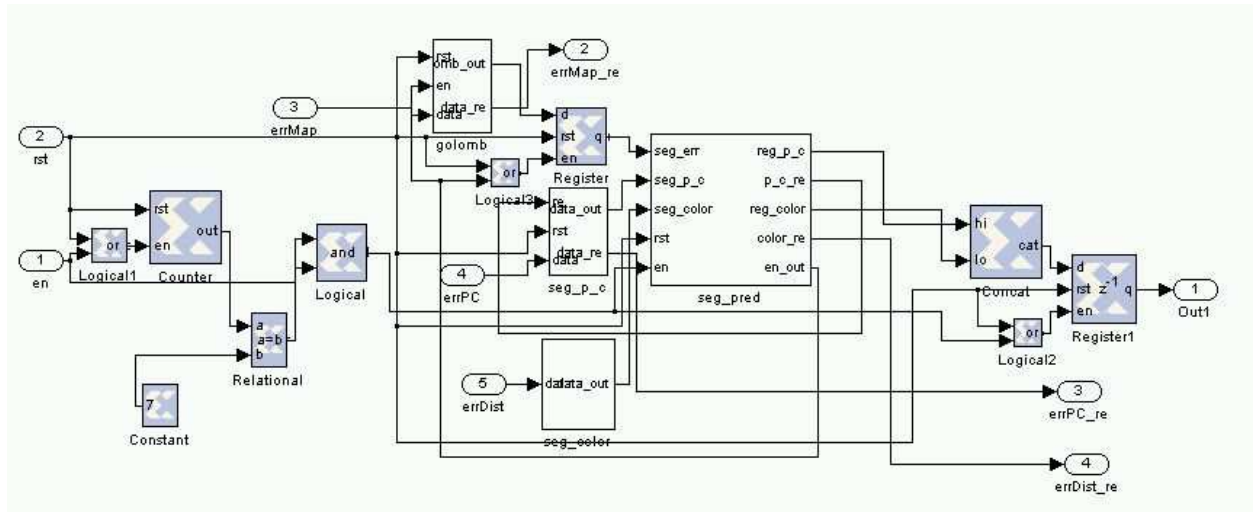 2
rst
1
en
or
Logical1
rst
en
out
Counter
7
Constant
a
a=b
b
Relational
and
Logical
3
errMap
rst
omb_out
en
data_re
data
golomb
2
errMap_re
or
Logical3
d
rst
q
en
Register
4
errPC
re
data_out
rst
data_re
data
seg_p_c
5
errDist
data_out
seg_color
seg_err
reg_p_c
seg_p_c
p_c_re
seg_color
reg_color
rst
color_re
en
en_out
seg_pred
hi
cat
lo
Concat
or
Logical2
d
rst
z-1
q
en
Register1
1
Out1
3
errPC_re
4
errDist_re